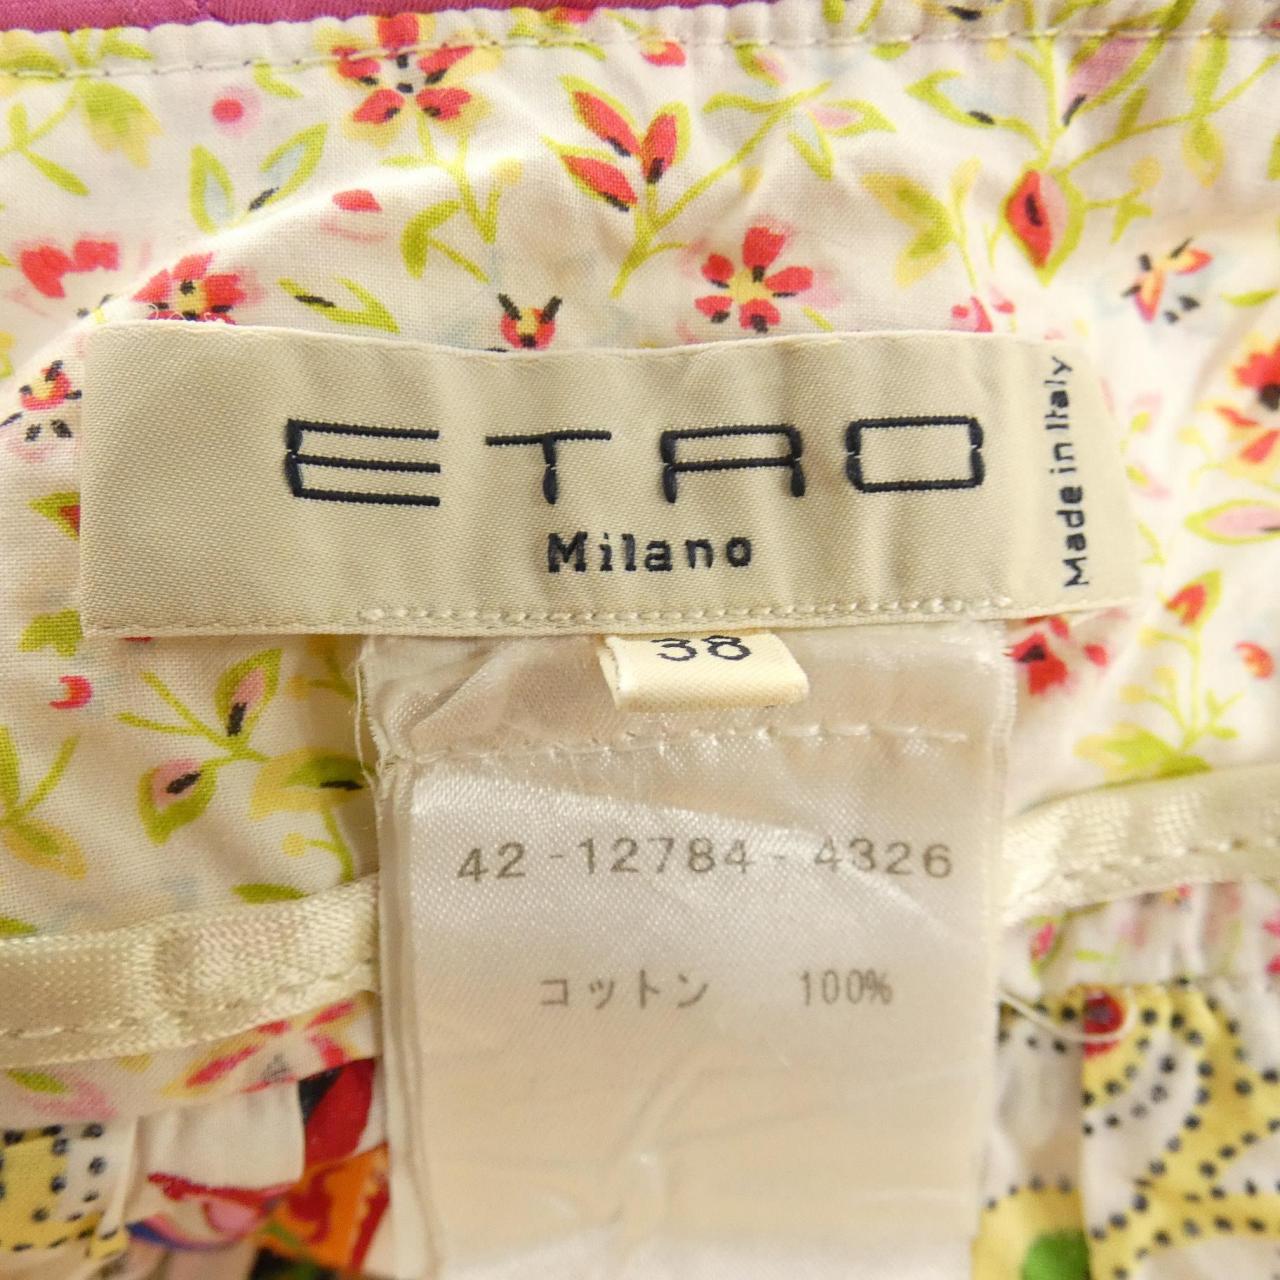 ETRO
Milano
Made in Italy
38
42-12784-4326
コットン 100%